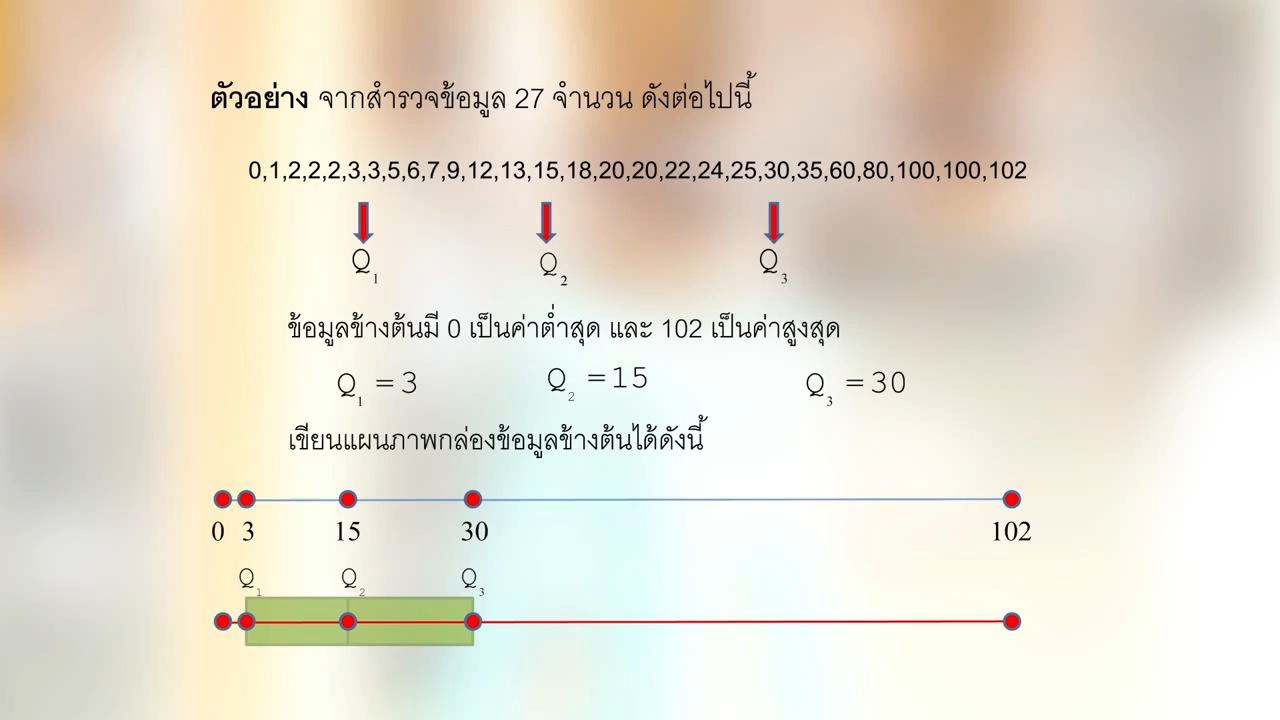 ตัวอย่าง จากสำรวจข้อมูล 27 จำนวน ดังต่อไปนี้
0,1,2,2,2,3,3,5,6,7,9,12,13,15,18,20,20,22,24,25,30,35,60,80,100,100,102
Q1 Q2 Q3
ข้อมูลข้างต้นมี 0 เป็นค่าต่ำสุด และ 102 เป็นค่าสูงสุด
Q1 = 3 Q2 = 15 Q3 = 30
เขียนแผนภาพกล่องข้อมูลข้างต้นได้ดังนี้
0 3 15 30 102
Q1 Q2 Q3